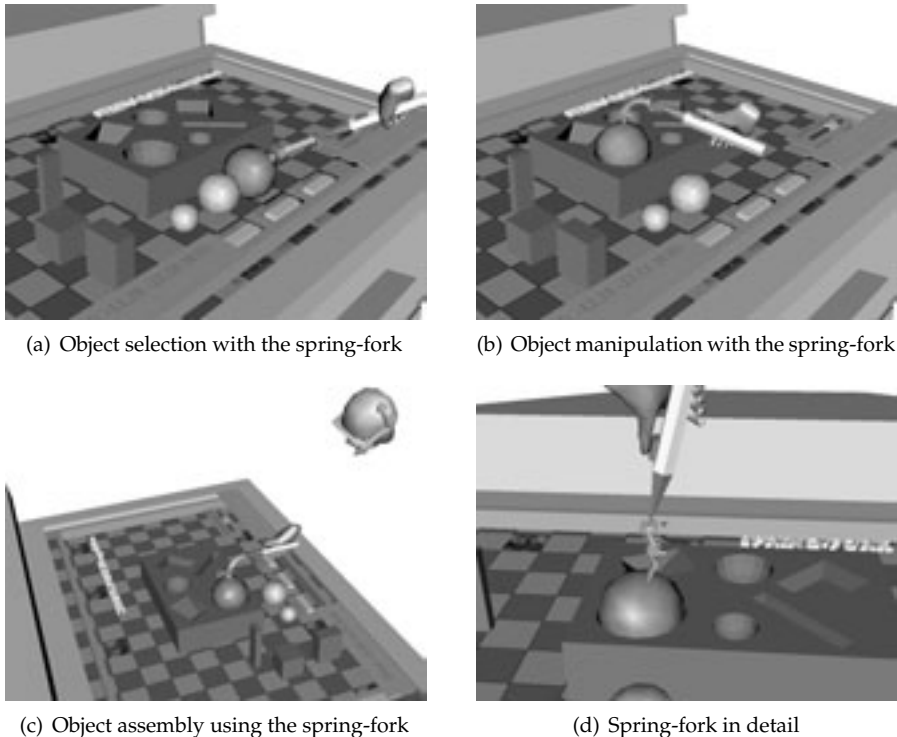 (a) Object selection with the spring-fork
(b) Object manipulation with the spring-fork
(c) Object assembly using the spring-fork
(d) Spring-fork in detail